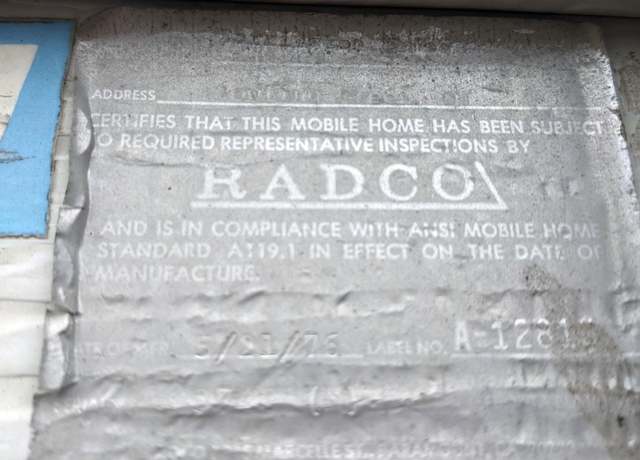 ADDRESS
CERTIFIES THAT THIS MOBILE HOME HAS BEEN SUBJECT
TO REQUIRED REPRESENTATIVE INSPECTIONS BY
RADCO
AND IS IN COMPLIANCE WITH ANSI MOBILE HOME
STANDARD A119.1 IN EFFECT ON THE DATE OF
MANUFACTURE.
5/21/76 LABEL NO.